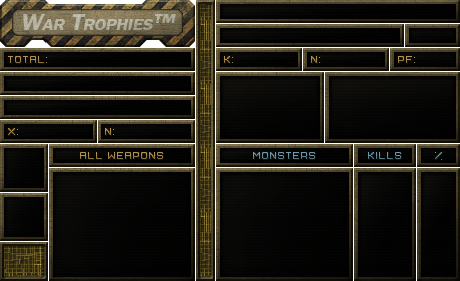 WAR TROPHIES™
TOTAL:
X: N:
ALL WEAPONS
K: N: PF:
MONSTERS KILLS %